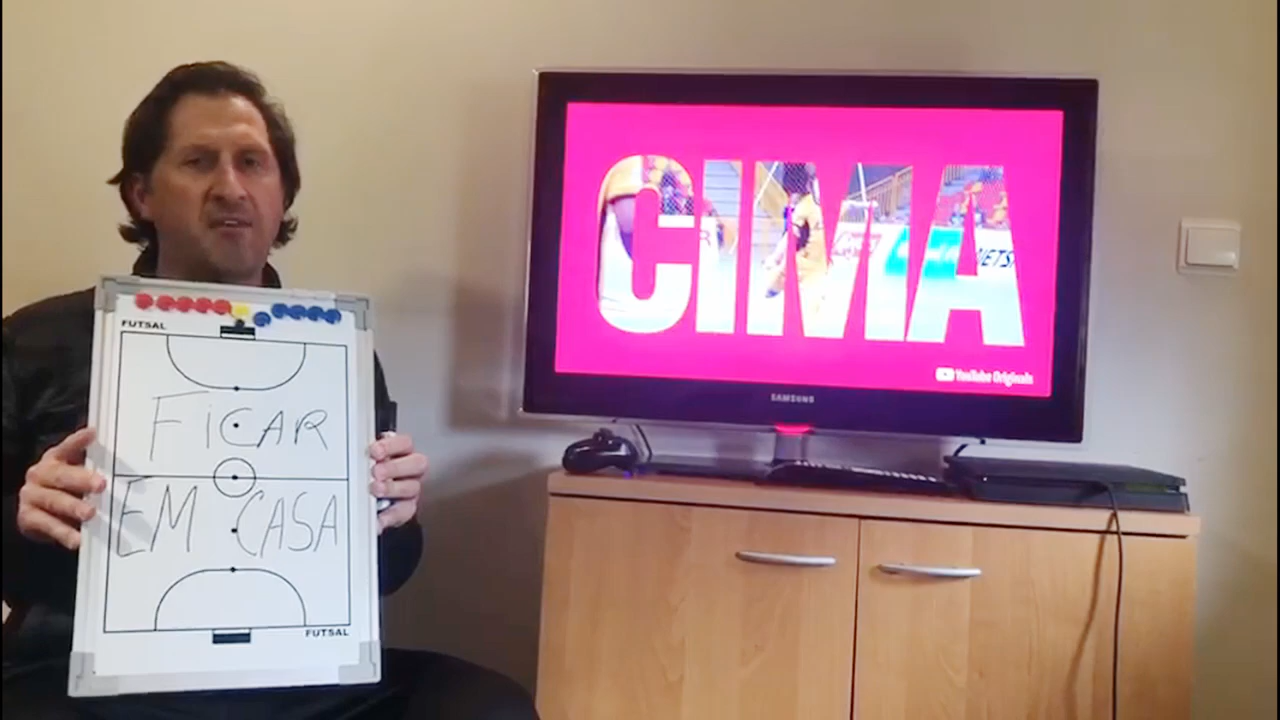 FUTSAL
FICAR
EM CASA
FUTSAL
CIMA
YouTube Originals
SAMSUNG